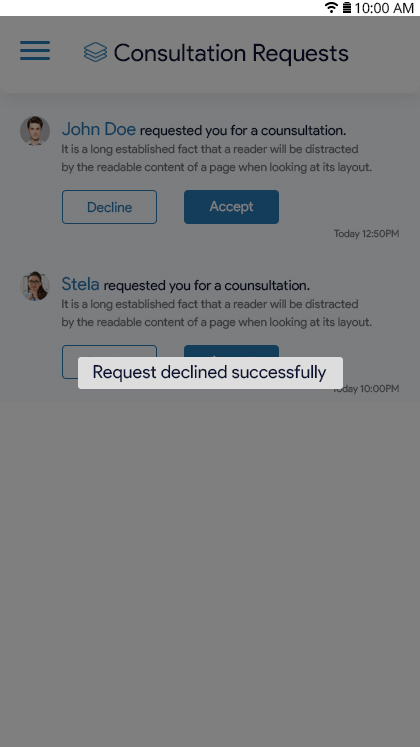 10:00 AM
Consultation Requests
John Doe requested you for a counsultation.
It is a long established fact that a reader will be distracted
by the readable content of a page when looking at its layout.
Decline Accept
Today 12:50PM
Stela requested you for a counsultation.
It is a long established fact that a reader will be distracted
by the readable content of a page when looking at its layout.
Request declined successfully
Today 10:00PM